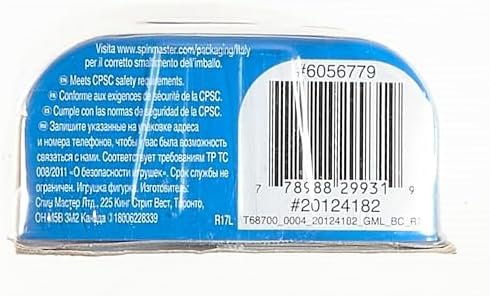 Visita www.spinmaster.com/packaging/Italy
per il corretto smaltimento dell'imballo.
EN Meets CPSC safety requirements.
FR Conforme aux exigences de sécurité de la CPSC.
ES Cumple con las normas de seguridad de la CPSC.
RU Запишите указанные на упаковке адреса
и номера телефонов, чтобы у вас была возможность
связаться с нами. Соответствует требованиям ТР ТС
008/2011 «О безопасности игрушек». Срок службы не
ограничен. Игрушка фигурка. Изготовитель:
Спин Мастер Лтд., 225 Кинг Стрит Вест, Торонто,
ОН M5B 3M2 Канада 18006228339
R17L
#6056779
7 78988 29931 9
#20124182
T68700_0004_20124182_GML_BC_R1